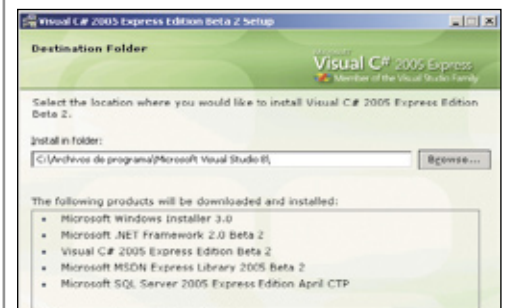 Visual C# 2005 Express Edition Beta 2 Setup
Destination Folder
Microsoft
Visual C# 2005 Express
Member of the Visual Studio Family
Select the location where you would like to install Visual C# 2005 Express Edition
Beta 2.
Install in folder:
C:\Archivos de programa\Microsoft Visual Studio 8\
Browse...
The following products will be downloaded and installed:
• Microsoft Windows Installer 3.0
• Microsoft .NET Framework 2.0 Beta 2
• Visual C# 2005 Express Edition Beta 2
• Microsoft MSDN Express Library 2005 Beta 2
• Microsoft SQL Server 2005 Express Edition April CTP